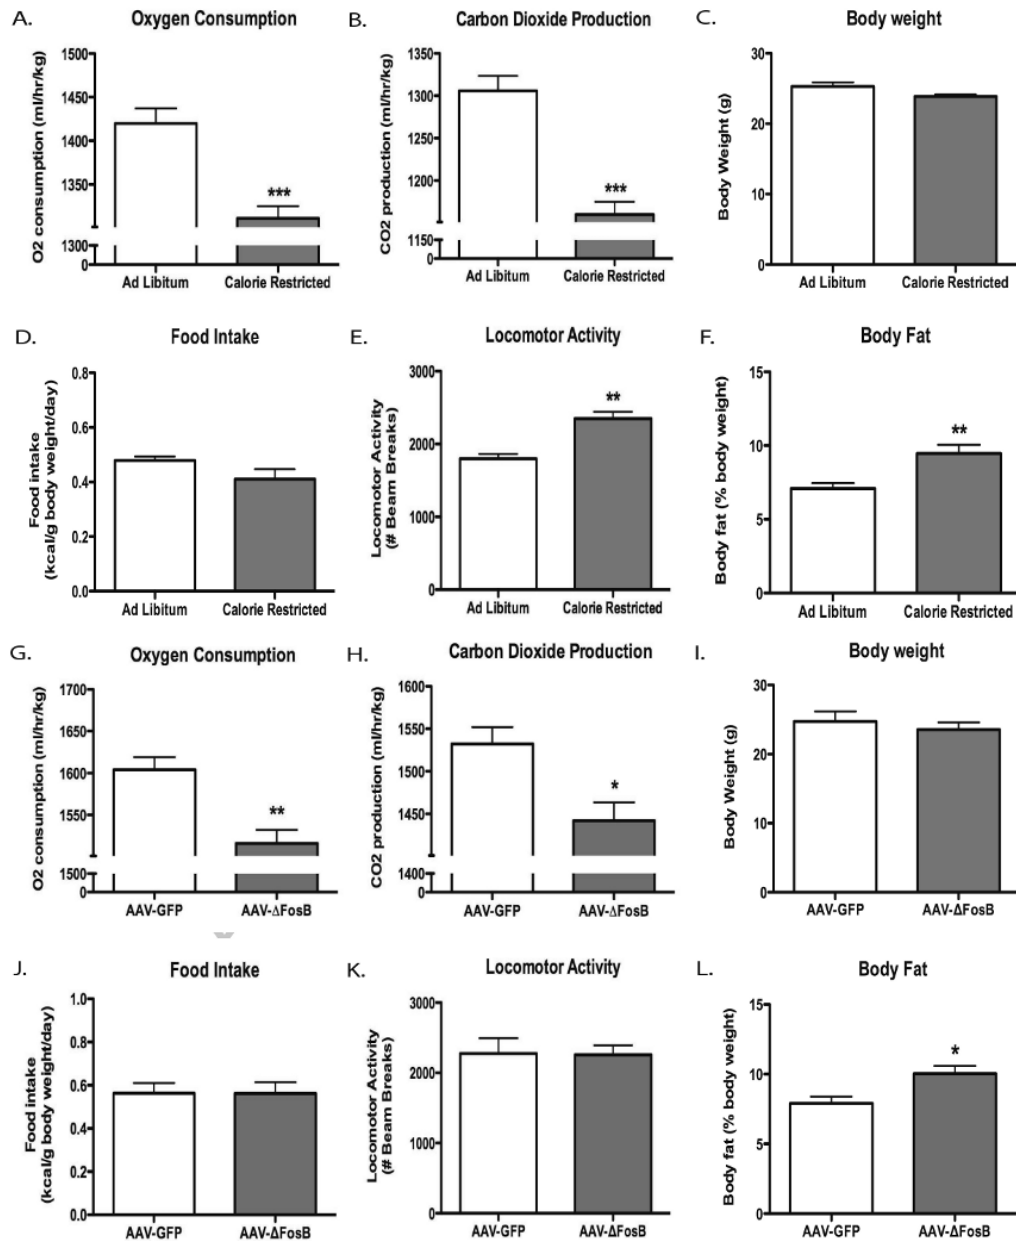 A.
Oxygen Consumption
O2 consumption (ml/hr/kg)
1500
1450
1400
1350
1300
0
Ad Libitum
Calorie Restricted
***
B.
Carbon Dioxide Production
CO2 production (ml/hr/kg)
1350
1300
1250
1200
1150
0
Ad Libitum
Calorie Restricted
***
C.
Body weight
Body Weight (g)
30
20
10
0
Ad Libitum
Calorie Restricted
D.
Food Intake
Food intake
(kcal/g body weight/day)
0.8
0.6
0.4
0.2
0.0
Ad Libitum
Calorie Restricted
E.
Locomotor Activity
Locomotor Activity
(# Beam Breaks)
3000
2000
1000
0
Ad Libitum
Calorie Restricted
**
F.
Body Fat
Body fat (% body weight)
15
10
5
0
Ad Libitum
Calorie Restricted
**
G.
Oxygen Consumption
O2 consumption (ml/hr/kg)
1700
1650
1600
1550
1500
0
AAV-GFP
AAV-ΔFosB
**
H.
Carbon Dioxide Production
CO2 production (ml/hr/kg)
1600
1550
1500
1450
1400
0
AAV-GFP
AAV-ΔFosB
*
I.
Body weight
Body Weight (g)
30
20
10
0
AAV-GFP
AAV-ΔFosB
J.
Food Intake
Food intake
(kcal/g body weight/day)
1.0
0.8
0.6
0.4
0.2
0.0
AAV-GFP
AAV-ΔFosB
K.
Locomotor Activity
Locomotor Activity
(# Beam Breaks)
3000
2000
1000
0
AAV-GFP
AAV-ΔFosB
L.
Body Fat
Body fat (% body weight)
15
10
5
0
AAV-GFP
AAV-ΔFosB
*